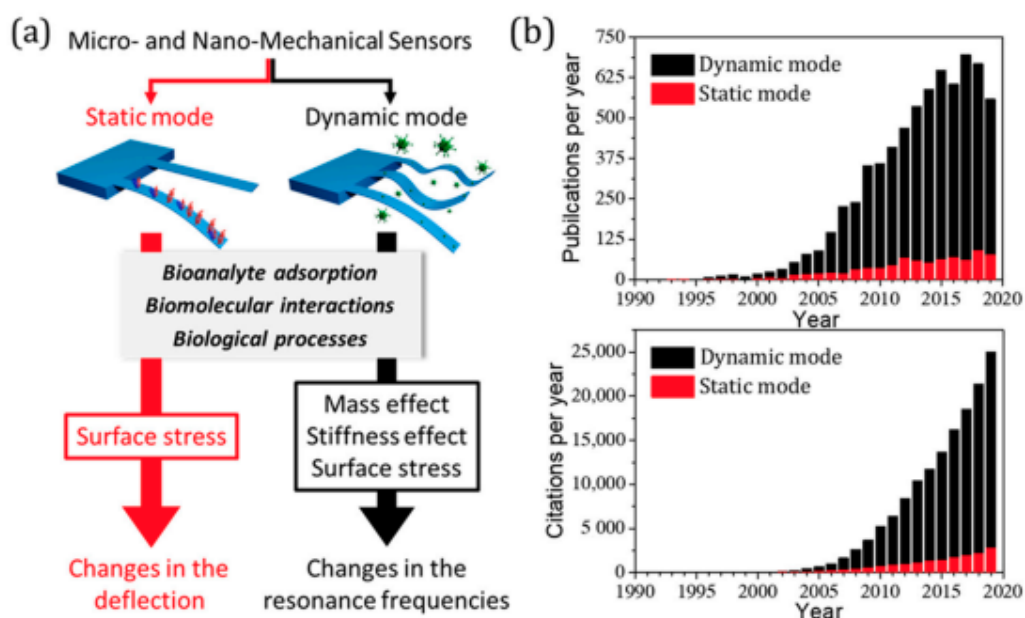 (a)
Micro- and Nano-Mechanical Sensors
Static mode
Dynamic mode
Bioanalyte adsorption
Biomolecular interactions
Biological processes
Surface stress
Mass effect
Stiffness effect
Surface stress
Changes in the
deflection
Changes in the
resonance frequencies
(b)
Pubilcations per year
750
625
500
375
250
125
0
Dynamic mode
Static mode
1990 1995 2000 2005 2010 2015 2020
Year
Citations per year
25,000
20,000
15,000
10,000
5 000
0
Dynamic mode
Static mode
1990 1995 2000 2005 2010 2015 2020
Year